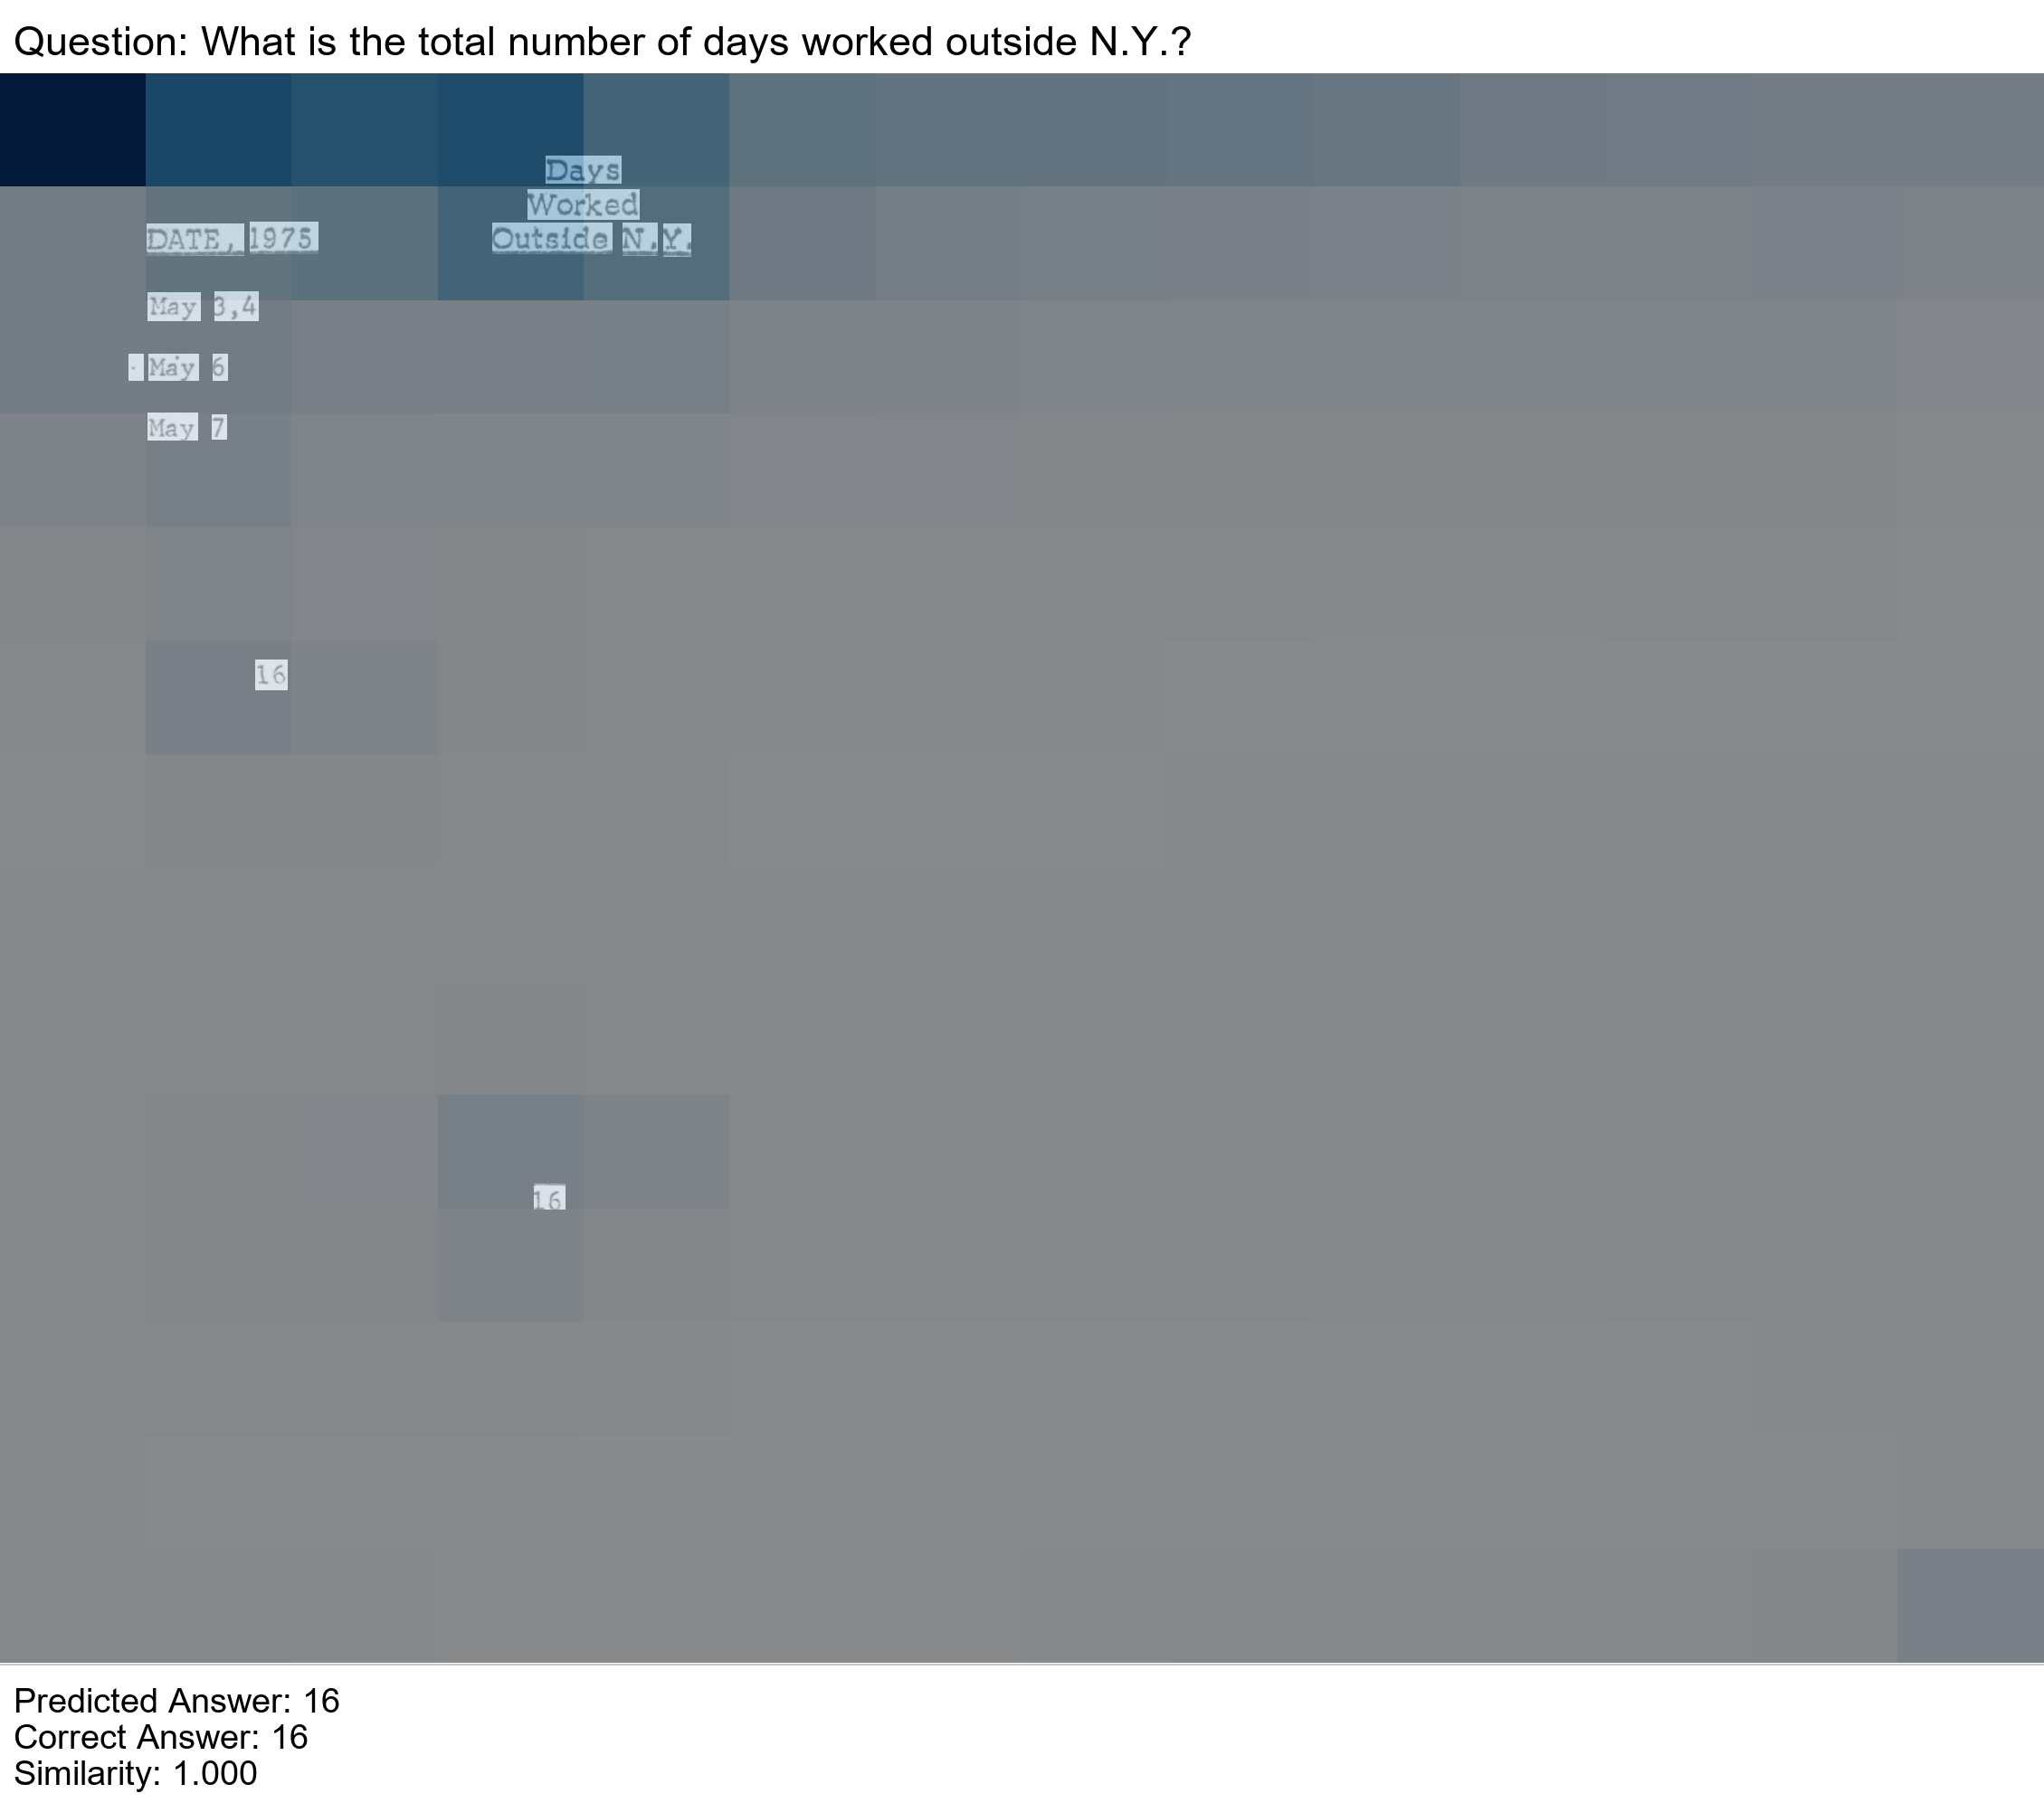 Question: What is the total number of days worked outside N.Y.?
Days
Worked
DATE, 1975 Outside N.Y.
May 3,4
May 6
May 7
16
16
Predicted Answer: 16
Correct Answer: 16
Similarity: 1.000